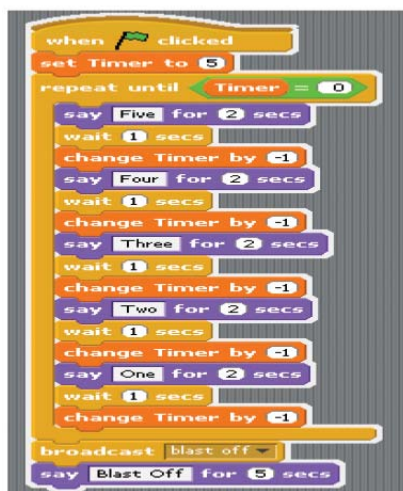 when clicked
set Timer to 5
repeat until Timer = 0
say Five for 2 secs
wait 1 secs
change Timer by -1
say Four for 2 secs
wait 1 secs
change Timer by -1
say Three for 2 secs
wait 1 secs
change Timer by -1
say Two for 2 secs
wait 1 secs
change Timer by -1
say One for 2 secs
wait 1 secs
change Timer by -1
broadcast blast off
say Blast Off for 5 secs